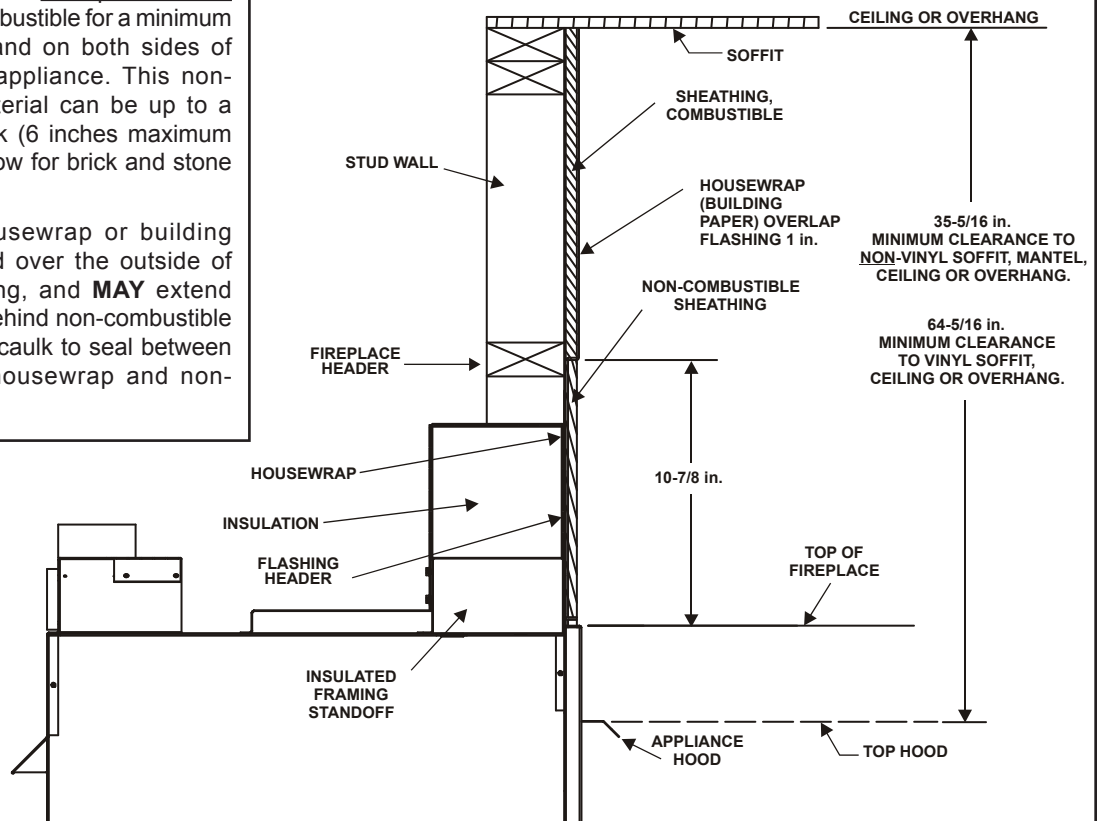 bustible for a minimum
and on both sides of
appliance. This non-
terial can be up to a
k (6 inches maximum
ow for brick and stone
usewrap or building
d over the outside of
ng, and MAY extend
ehind non-combustible
caulk to seal between
housewrap and non-
CEILING OR OVERHANG
SOFFIT
SHEATHING,
COMBUSTIBLE
STUD WALL
HOUSEWRAP
(BUILDING
PAPER) OVERLAP
FLASHING 1 in.
35-5/16 in.
MINIMUM CLEARANCE TO
NON-VINYL SOFFIT, MANTEL,
CEILING OR OVERHANG.
NON-COMBUSTIBLE
SHEATHING
64-5/16 in.
MINIMUM CLEARANCE
TO VINYL SOFFIT,
CEILING OR OVERHANG.
FIREPLACE
HEADER
HOUSEWRAP
10-7/8 in.
INSULATION
FLASHING
HEADER
TOP OF
FIREPLACE
INSULATED
FRAMING
STANDOFF
APPLIANCE
HOOD
TOP HOOD